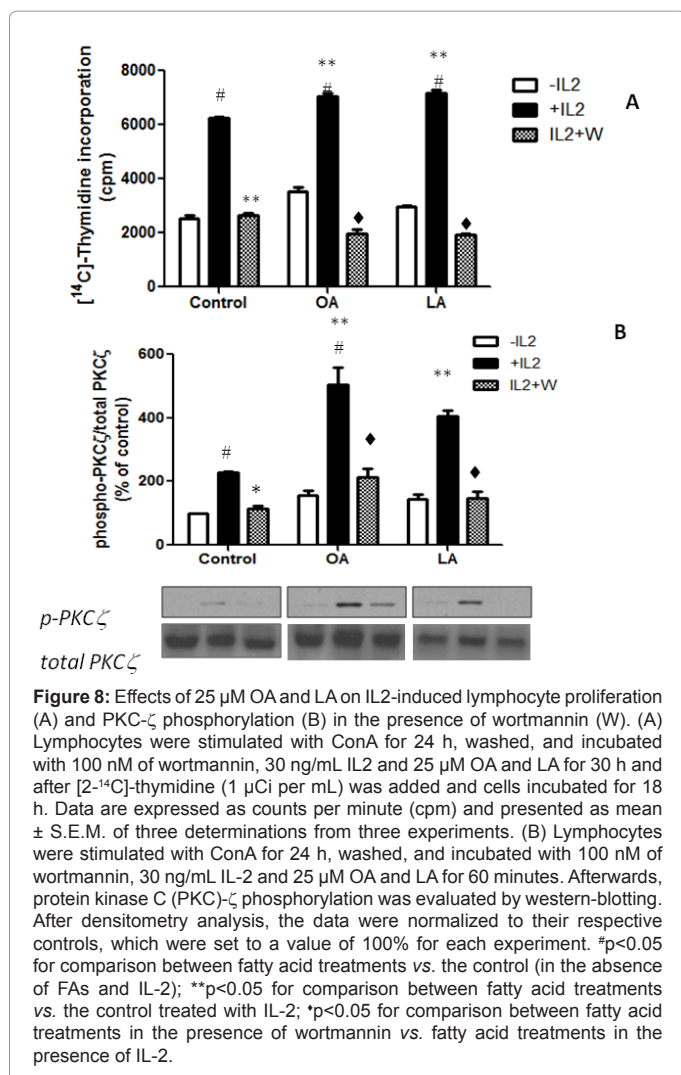 8000
**
**
#
#
#
-IL2
+IL2
IL2+W
A
6000
4000
2000
0
**
♦
♦
[¹⁴C]-Thymidine incorporation
(cpm)
Control OA LA
B
600
400
200
0
**
#
**
#
*
♦
♦
-IL2
+IL2
IL2+W
phospho-PKCζ/total PKCζ
(% of control)
Control OA LA
p-PKCζ
total PKCζ
Figure 8: Effects of 25 µM OA and LA on IL2-induced lymphocyte proliferation
(A) and PKC-ζ phosphorylation (B) in the presence of wortmannin (W). (A)
Lymphocytes were stimulated with ConA for 24 h, washed, and incubated
with 100 nM of wortmannin, 30 ng/mL IL2 and 25 µM OA and LA for 30 h and
after [2-¹⁴C]-thymidine (1 µCi per mL) was added and cells incubated for 18
h. Data are expressed as counts per minute (cpm) and presented as mean
± S.E.M. of three determinations from three experiments. (B) Lymphocytes
were stimulated with ConA for 24 h, washed, and incubated with 100 nM of
wortmannin, 30 ng/mL IL-2 and 25 µM OA and LA for 60 minutes. Afterwards,
protein kinase C (PKC)-ζ phosphorylation was evaluated by western-blotting.
After densitometry analysis, the data were normalized to their respective
controls, which were set to a value of 100% for each experiment. #p<0.05
for comparison between fatty acid treatments vs. the control (in the absence
of FAs and IL-2); **p<0.05 for comparison between fatty acid treatments
vs. the control treated with IL-2; ♦p<0.05 for comparison between fatty acid
treatments in the presence of wortmannin vs. fatty acid treatments in the
presence of IL-2.